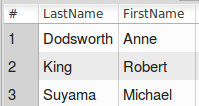 # LastName FirstName
1 Dodsworth Anne
2 King Robert
3 Suyama Michael